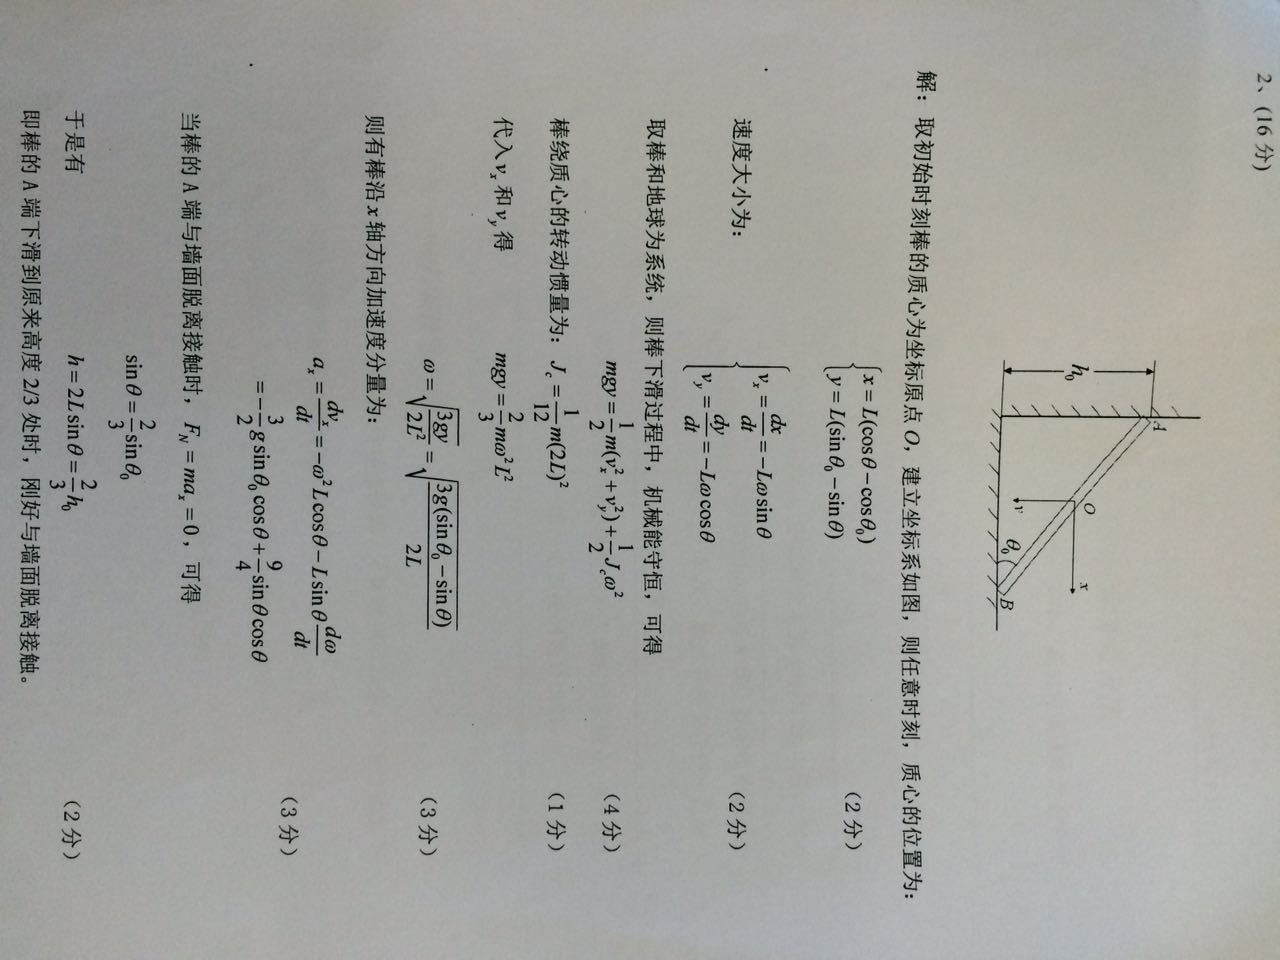 2、(16 分)
h₀
A
O
x
y
θ₀
B
解：取初始时刻棒的质心为坐标原点 O，建立坐标系如图，则任意时刻，质心的位置为：
{ x = L(cosθ − cosθ₀)
{ y = L(sinθ₀ − sinθ) (2 分)
速度大小为： { vₓ = dx/dt = −Lω sinθ
{ v_y = dy/dt = −Lω cosθ (2 分)
取棒和地球为系统，则棒下滑过程中，机械能守恒，可得
mgy = 1/2 m(vₓ² + v_y²) + 1/2 J_c ω² (4 分)
棒绕质心的转动惯量为：J_c = 1/12 m(2L)² (1 分)
代入 vₓ 和 v_y 得 mgy = 2/3 mω²L²
ω = √(3gy/2L²) = √(3g(sinθ₀ − sinθ)/2L) (3 分)
则有棒沿 x 轴方向加速度分量为：
aₓ = dvₓ/dt = −ω²L cosθ − L sinθ dω/dt
= −3/2 g sinθ₀ cosθ + 9/4 sinθ cosθ (3 分)
当棒的 A 端与墙面脱离接触时，F_N = maₓ = 0，可得
sinθ = 2/3 sinθ₀
于是有 h = 2L sinθ = 2/3 h₀ (2 分)
即棒的 A 端下滑到原来高度 2/3 处时，刚好与墙面脱离接触。